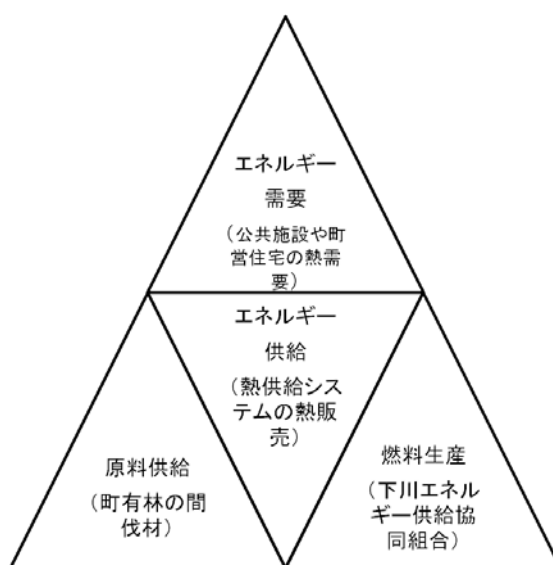 エネルギー
需要
（公共施設や町
営住宅の熱需
要）
エネルギー
供給
（熱供給シス
テムの熱販
売）
原料供給
（町有林の間
伐材）
燃料生産
（下川エネル
ギー供給協
同組合）